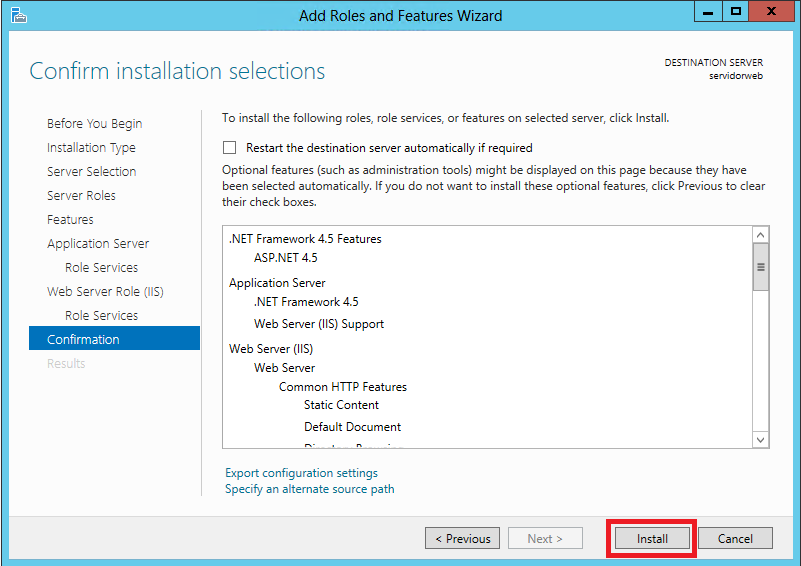 Add Roles and Features Wizard
Confirm installation selections
DESTINATION SERVER
servidorweb
Before You Begin
Installation Type
Server Selection
Server Roles
Features
Application Server
Role Services
Web Server Role (IIS)
Role Services
Confirmation
Results
To install the following roles, role services, or features on selected server, click Install.
Restart the destination server automatically if required
Optional features (such as administration tools) might be displayed on this page because they have
been selected automatically. If you do not want to install these optional features, click Previous to clear
their check boxes.
.NET Framework 4.5 Features
ASP.NET 4.5
Application Server
.NET Framework 4.5
Web Server (IIS) Support
Web Server (IIS)
Web Server
Common HTTP Features
Static Content
Default Document
Export configuration settings
Specify an alternate source path
< Previous
Next >
Install
Cancel